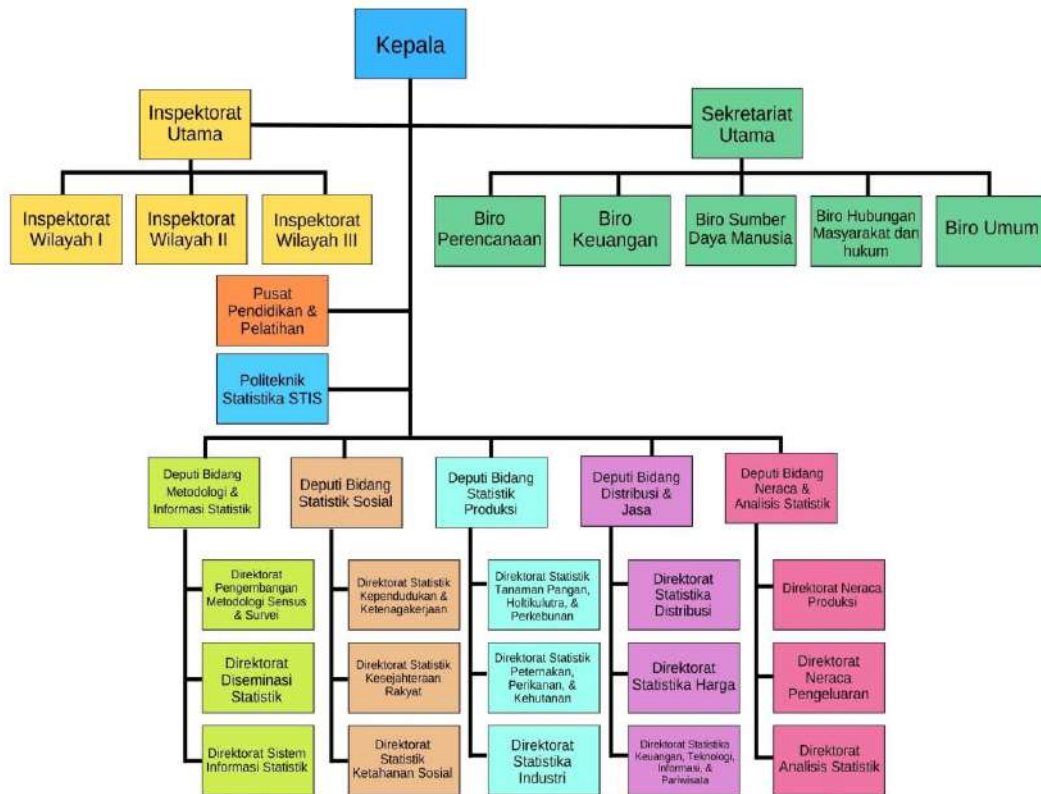 Kepala
Inspektorat
Utama
Sekretariat
Utama
Inspektorat
Wilayah I
Inspektorat
Wilayah II
Inspektorat
Wilayah III
Biro
Perencanaan
Biro
Keuangan
Biro Sumber
Daya Manusia
Biro Hubungan
Masyarakat dan
hukum
Biro Umum
Pusat
Pendidikan &
Pelatihan
Politeknik
Statistika STIS
Deputi Bidang
Metodologi &
Informasi Statistik
Deputi Bidang
Statistik Sosial
Deputi Bidang
Statistik
Produksi
Deputi Bidang
Distribusi &
Jasa
Deputi Bidang
Neraca &
Analisis Statistik
Direktorat
Pengembangan
Metodologi Sensus
& Survei
Direktorat Statistik
Kependudukan &
Ketenagakerjaan
Direktorat Statistik
Tanaman Pangan,
Holtikulutra, &
Perkebunan
Direktorat
Statistika
Distribusi
Direktorat Neraca
Produksi
Direktorat
Diseminasi
Statistik
Direktorat Statistik
Kesejahteraan
Rakyat
Direktorat Statistik
Peternakan,
Perikanan, &
Kehutanan
Direktorat
Statistika Harga
Direktorat
Neraca
Pengeluaran
Direktorat Sistem
Informasi Statistik
Direktorat
Statistik
Ketahanan Sosial
Direktorat
Statistika
Industri
Direktorat Statistika
Keuangan, Teknologi,
Informasi, &
Pariwisata
Direktorat
Analisis Statistik